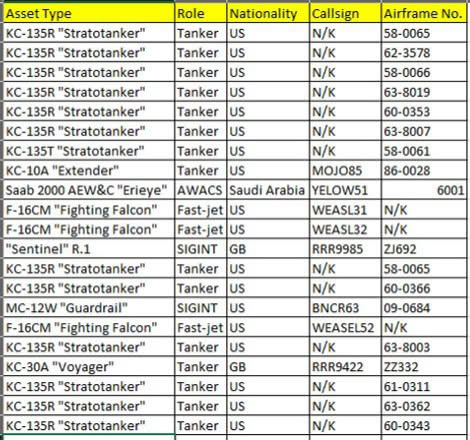 Asset Type Role Nationality Callsign Airframe No.
KC-135R "Stratotanker" Tanker US N/K 58-0065
KC-135R "Stratotanker" Tanker US N/K 62-3578
KC-135R "Stratotanker" Tanker US N/K 58-0066
KC-135R "Stratotanker" Tanker US N/K 63-8019
KC-135R "Stratotanker" Tanker US N/K 60-0353
KC-135R "Stratotanker" Tanker US N/K 63-8007
KC-135T "Stratotanker" Tanker US N/K 58-0061
KC-10A "Extender" Tanker US MOJO85 86-0028
Saab 2000 AEW&C "Erieye" AWACS Saudi Arabia YELOW51 6001
F-16CM "Fighting Falcon" Fast-jet US WEASL31 N/K
F-16CM "Fighting Falcon" Fast-jet US WEASL32 N/K
"Sentinel" R.1 SIGINT GB RRR9985 ZJ692
KC-135R "Stratotanker" Tanker US N/K 58-0065
KC-135R "Stratotanker" Tanker US N/K 60-0366
MC-12W "Guardrail" SIGINT US BNCR63 09-0684
F-16CM "Fighting Falcon" Fast-jet US WEASEL52 N/K
KC-135R "Stratotanker" Tanker US N/K 63-8003
KC-30A "Voyager" Tanker GB RRR9422 ZZ332
KC-135R "Stratotanker" Tanker US N/K 61-0311
KC-135R "Stratotanker" Tanker US N/K 63-0362
KC-135R "Stratotanker" Tanker US N/K 60-0343